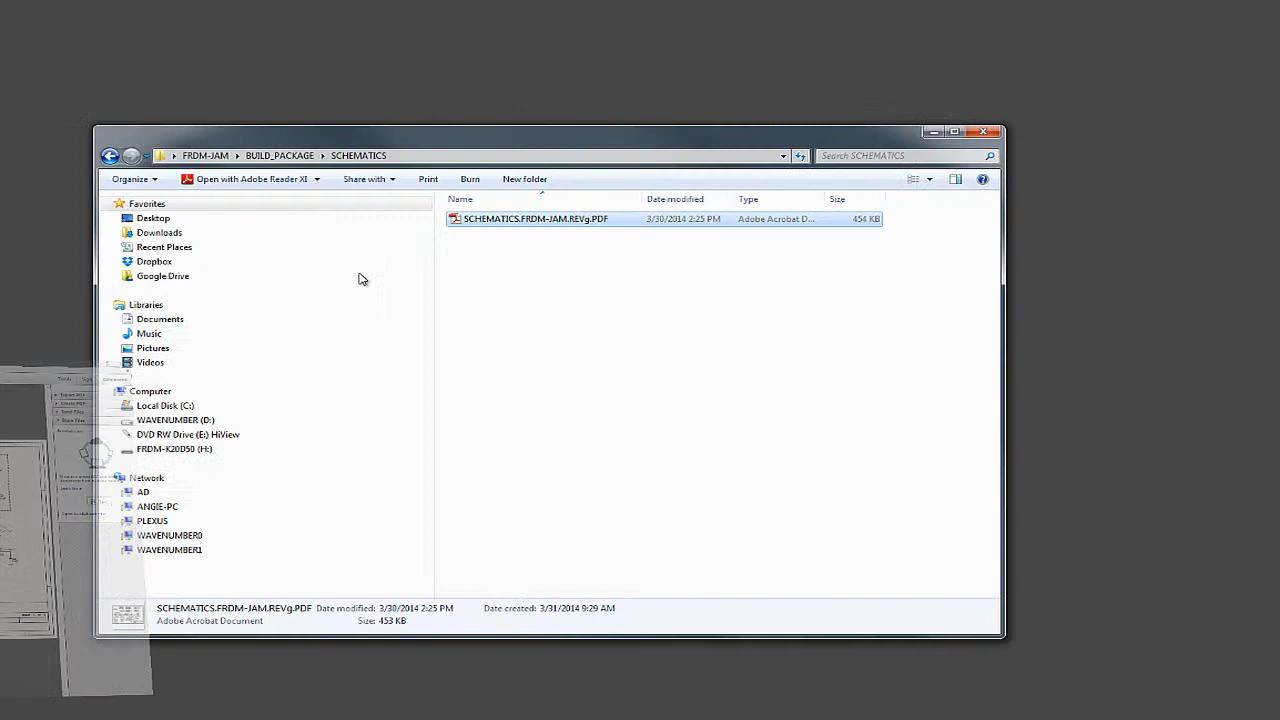 FRDM-JAM BUILD_PACKAGE SCHEMATICS Search SCHEMATICS
Organize Open with Adobe Reader XI Share with Print Burn New folder
Name Date modified Type Size
SCHEMATICS.FRDM-JAM.REVg.PDF 3/30/2014 2:25 PM Adobe Acrobat D... 454 KB
Favorites
Desktop
Downloads
Recent Places
Dropbox
Google Drive
Libraries
Documents
Music
Pictures
Videos
Computer
Local Disk (C:)
WAVENUMBER (D:)
DVD RW Drive (E:) HiView
FRDM-K20D50 (H:)
Network
AD
ANGIE-PC
PLEXUS
WAVENUMBER0
WAVENUMBER1
Tools
SCHEMATICS.FRDM-JAM.REVg.PDF Date modified: 3/30/2014 2:25 PM Date created: 3/31/2014 9:29 AM
Adobe Acrobat Document Size: 453 KB